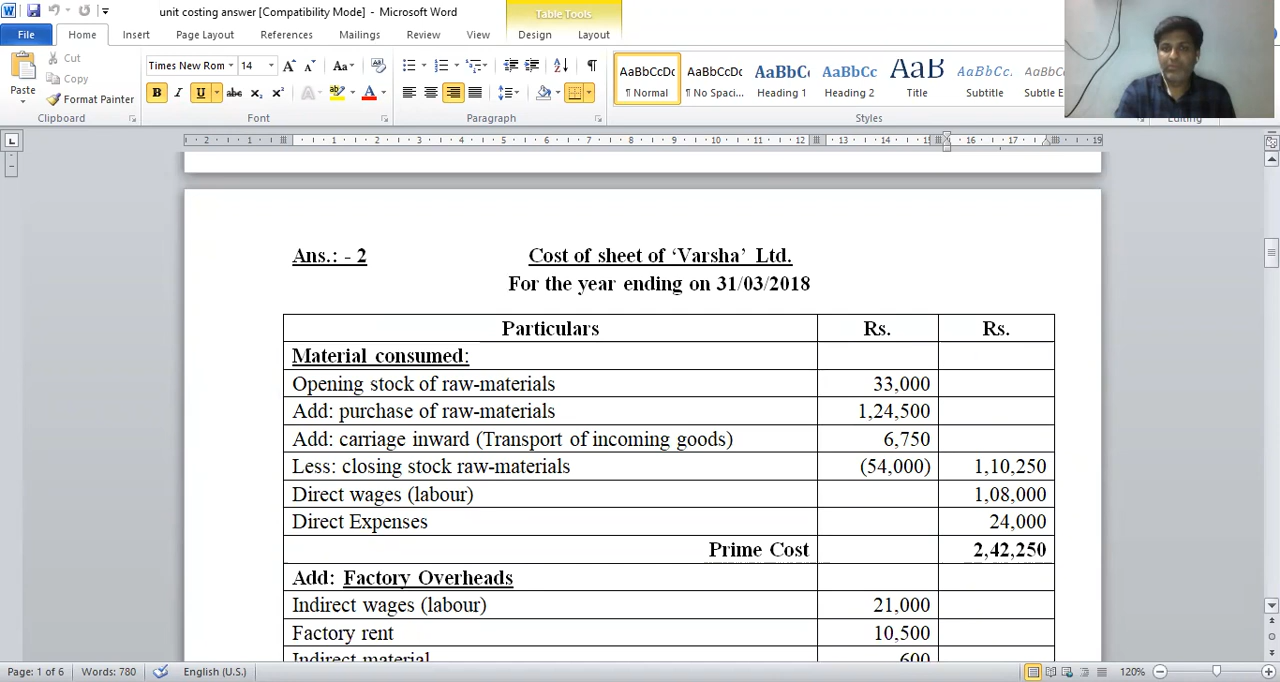 unit costing answer [Compatibility Mode] - Microsoft Word
Table Tools
File Home Insert Page Layout References Mailings Review View Design Layout
Cut
Copy
Format Painter
Paste
Times New Rom 14
AaBbCcDc AaBbCcDc AaBbC AaBbCc AaB AaBbCc. AaBbCc
¶ Normal ¶ No Spaci... Heading 1 Heading 2 Title Subtitle Subtle E
Clipboard Font Paragraph Styles Editing
Ans.: - 2 Cost of sheet of ‘Varsha’ Ltd.
For the year ending on 31/03/2018
Particulars Rs. Rs.
Material consumed:
Opening stock of raw-materials 33,000
Add: purchase of raw-materials 1,24,500
Add: carriage inward (Transport of incoming goods) 6,750
Less: closing stock raw-materials (54,000) 1,10,250
Direct wages (labour) 1,08,000
Direct Expenses 24,000
Prime Cost 2,42,250
Add: Factory Overheads
Indirect wages (labour) 21,000
Factory rent 10,500
Indirect material 600
Page: 1 of 6 Words: 780 English (U.S.) 120%